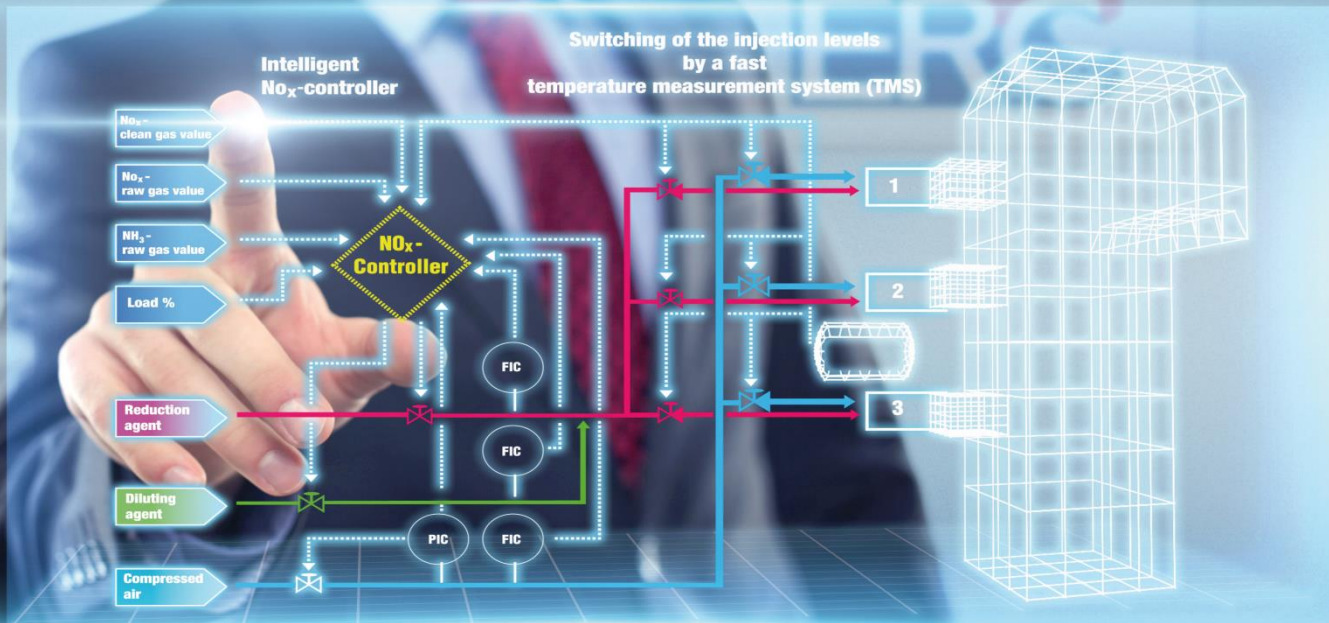 ERC
Switching of the injection levels
by a fast
temperature measurement system (TMS)
Intelligent
Nox-controller
Nox-
clean gas value
Nox-
raw gas value
NH3-
raw gas value
Load %
NOx-
Controller
1
2
3
FIC
Reduction
agent
FIC
Diluting
agent
PIC
FIC
Compressed
air